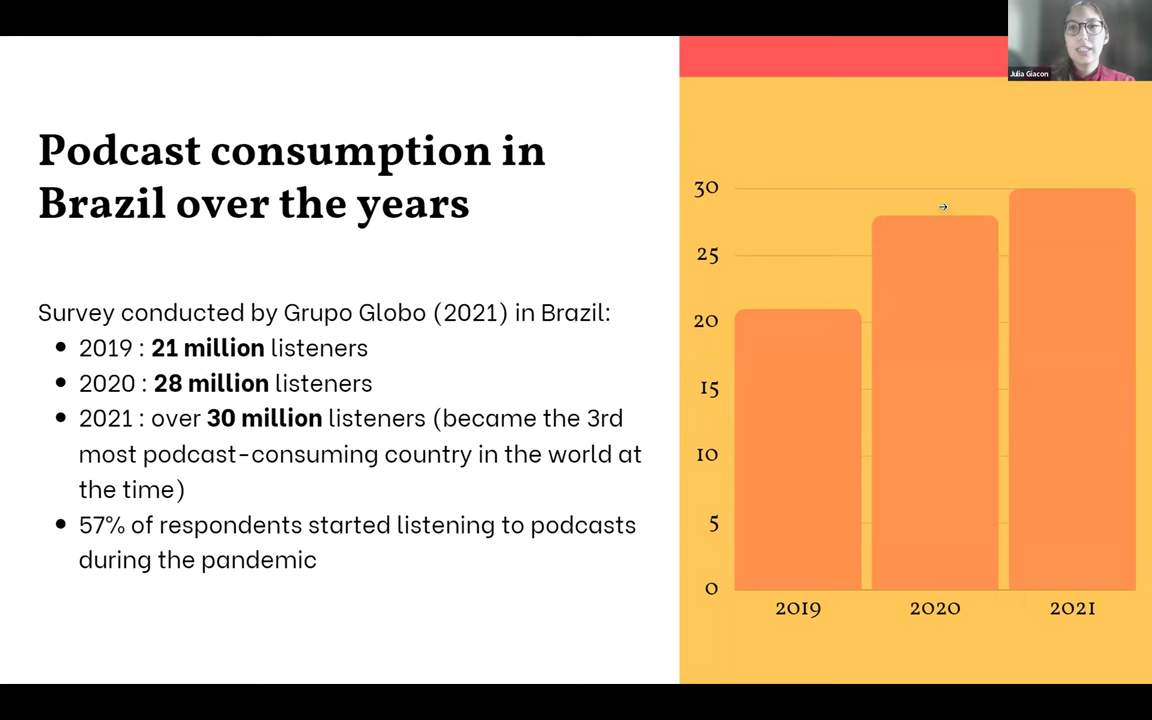 Julia Giacon
Podcast consumption in
Brazil over the years
Survey conducted by Grupo Globo (2021) in Brazil:
• 2019 : 21 million listeners
• 2020 : 28 million listeners
• 2021 : over 30 million listeners (became the 3rd
most podcast-consuming country in the world at
the time)
• 57% of respondents started listening to podcasts
during the pandemic
30
25
20
15
10
5
0
2019 2020 2021